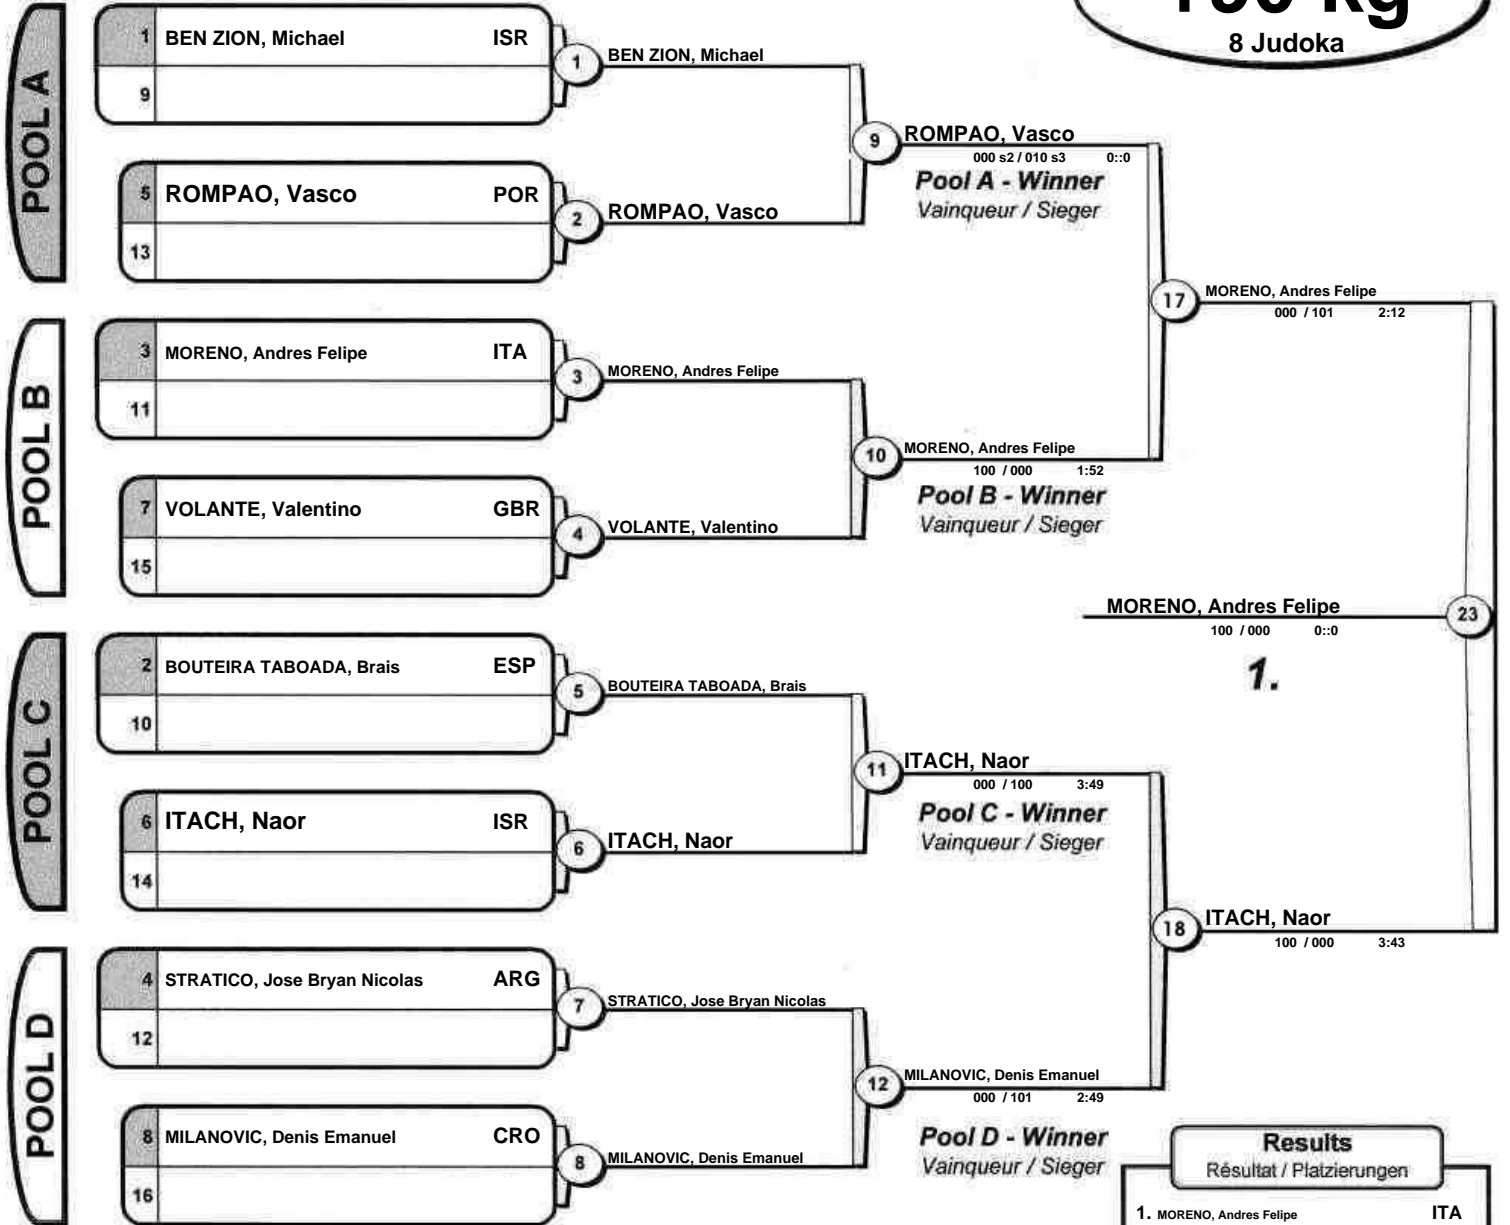 8 Judoka
POOL A
1 BEN ZION, Michael ISR
9
1
BEN ZION, Michael
5 ROMPAO, Vasco POR
13
2
ROMPAO, Vasco
9
ROMPAO, Vasco
000 s2 / 010 s3 0::0
Pool A - Winner
Vainqueur / Sieger
POOL B
3 MORENO, Andres Felipe ITA
11
3
MORENO, Andres Felipe
7 VOLANTE, Valentino GBR
15
4
VOLANTE, Valentino
10
MORENO, Andres Felipe
100 / 000 1:52
Pool B - Winner
Vainqueur / Sieger
17
MORENO, Andres Felipe
000 / 101 2:12
MORENO, Andres Felipe
100 / 000 0::0
23
1.
POOL C
2 BOUTEIRA TABOADA, Brais ESP
10
5
BOUTEIRA TABOADA, Brais
6 ITACH, Naor ISR
14
6
ITACH, Naor
11
ITACH, Naor
000 / 100 3:49
Pool C - Winner
Vainqueur / Sieger
18
ITACH, Naor
100 / 000 3:43
POOL D
4 STRATICO, Jose Bryan Nicolas ARG
12
7
STRATICO, Jose Bryan Nicolas
8 MILANOVIC, Denis Emanuel CRO
16
8
MILANOVIC, Denis Emanuel
12
MILANOVIC, Denis Emanuel
000 / 101 2:49
Pool D - Winner
Vainqueur / Sieger
Results
Résultat / Platzierungen
1. MORENO, Andres Felipe ITA